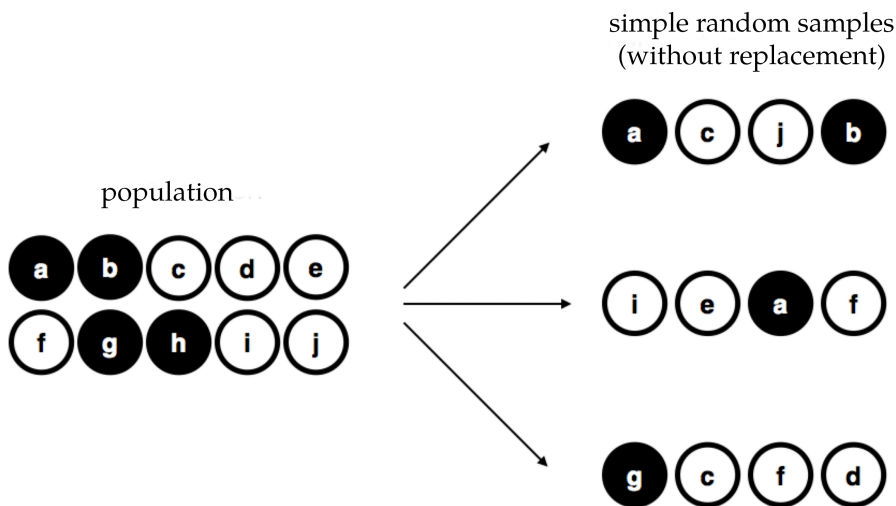 simple random samples
(without replacement)
a c j b
population
a b c d e
i e a f
f g h i j
g c f d